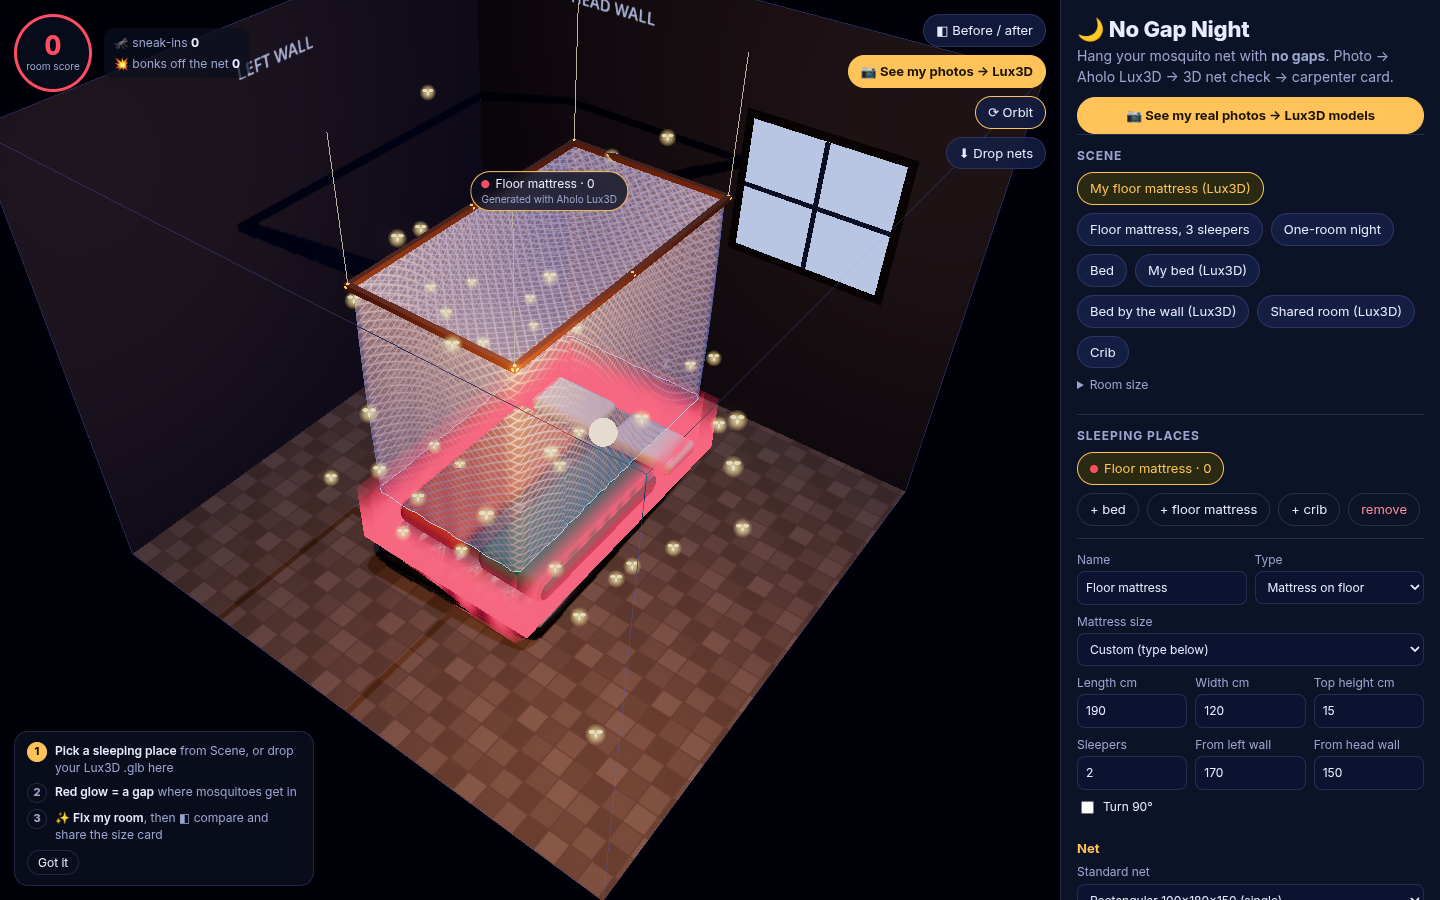 0
room score
🦟 sneak-ins 0
💥 bonks off the net 0
LEFT WALL
HEAD WALL
◧ Before / after
📷 See my photos → Lux3D
⟳ Orbit
⬇ Drop nets
Floor mattress · 0
Generated with Aholo Lux3D
1 Pick a sleeping place from Scene, or drop
your Lux3D .glb here
2 Red glow = a gap where mosquitoes get in
3 ✨ Fix my room, then ◧ compare and
share the size card
Got it
🌙 No Gap Night
Hang your mosquito net with no gaps. Photo →
Aholo Lux3D → 3D net check → carpenter card.
📷 See my real photos → Lux3D models
SCENE
My floor mattress (Lux3D)
Floor mattress, 3 sleepers
One-room night
Bed
My bed (Lux3D)
Bed by the wall (Lux3D)
Shared room (Lux3D)
Crib
▶ Room size
SLEEPING PLACES
Floor mattress · 0
+ bed
+ floor mattress
+ crib
remove
Name
Type
Floor mattress
Mattress on floor
Mattress size
Custom (type below)
Length cm
Width cm
Top height cm
190
120
15
Sleepers
From left wall
From head wall
2
170
150
Turn 90°
Net
Standard net
Rectangular 100x180x150 (single)